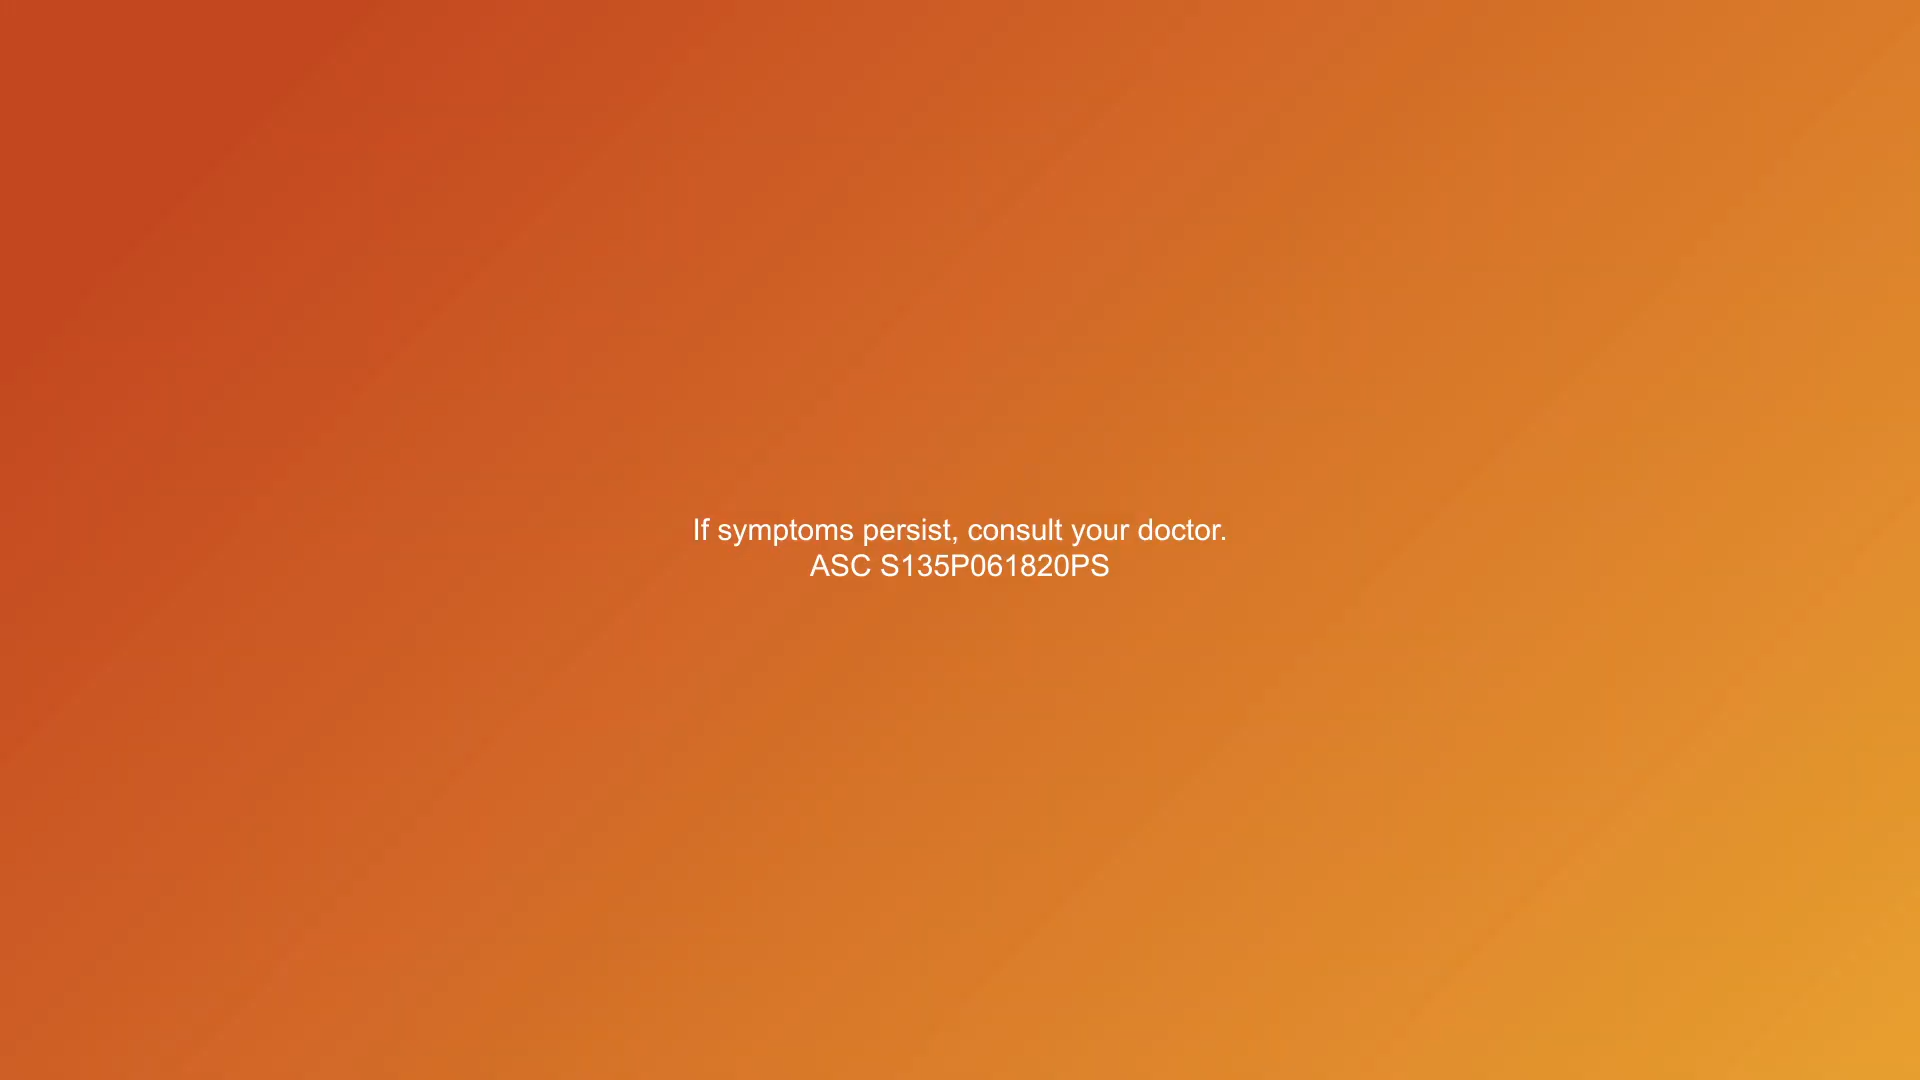 If symptoms persist, consult your doctor.
ASC S135P061820PS